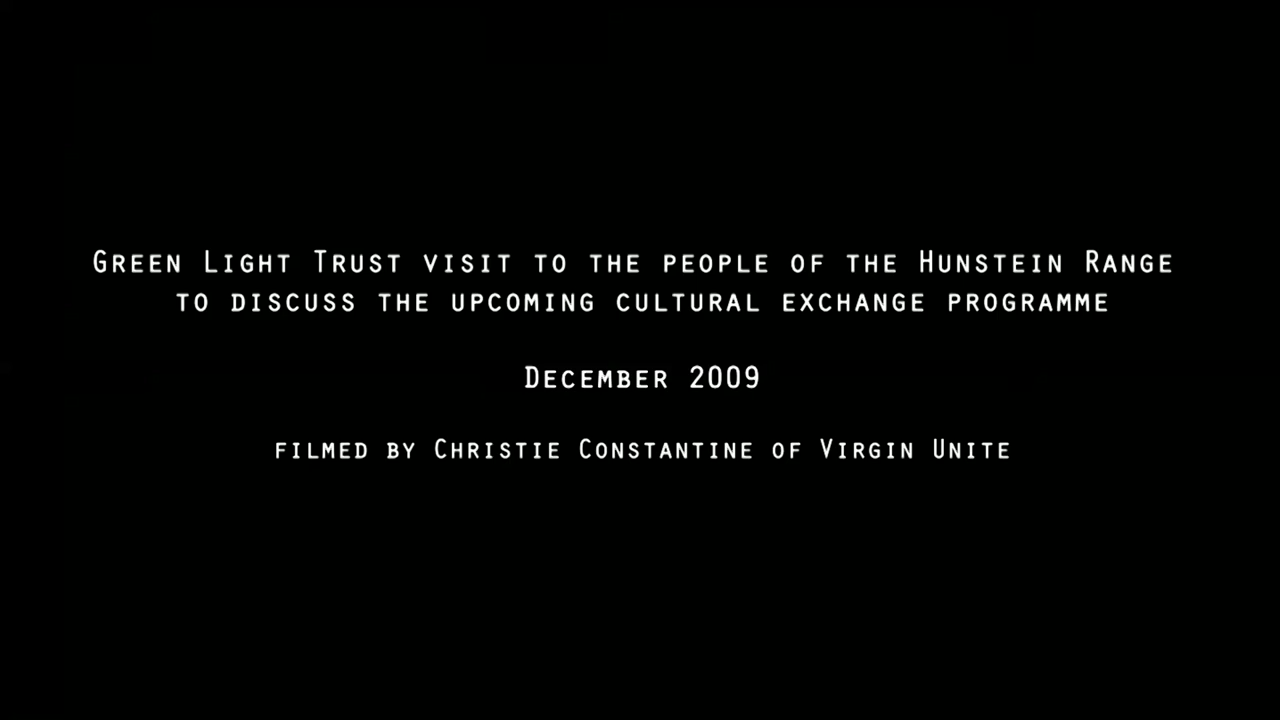 Green Light Trust visit to the people of the Hunstein Range
to discuss the upcoming cultural exchange programme
December 2009
filmed by Christie Constantine of Virgin Unite